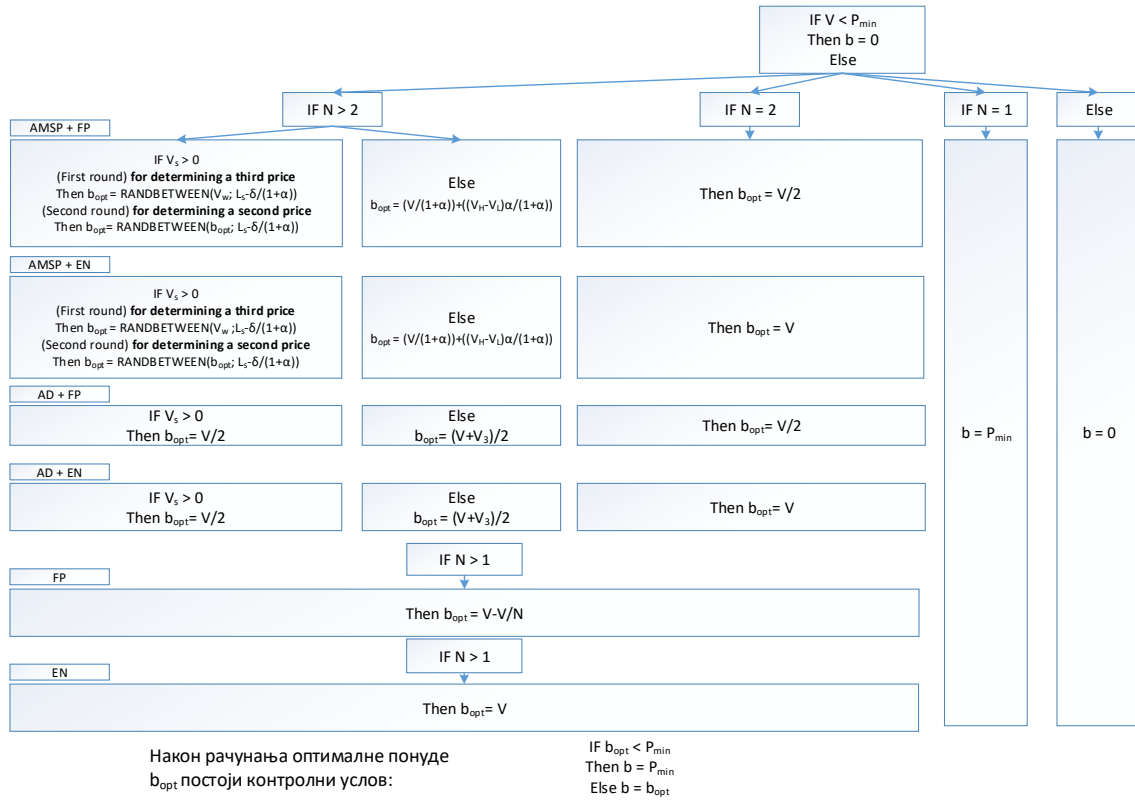 IF V < Pmin
Then b = 0
Else
IF N > 2
IF N = 2
IF N = 1
Else
AMSP + FP
IF Vs > 0
(First round) for determining a third price
Then bopt = RANDBETWEEN(Vw; Ls-δ/(1+α))
(Second round) for determining a second price
Then bopt= RANDBETWEEN(bopt; Ls-δ/(1+α))
Else
bopt = (V/(1+α))+((VH-VL)α/(1+α))
Then bopt = V/2
AMSP + EN
IF Vs > 0
(First round) for determining a third price
Then bopt = RANDBETWEEN(Vw ;Ls-δ/(1+α))
(Second round) for determining a second price
Then bopt = RANDBETWEEN(bopt; Ls-δ/(1+α))
Else
bopt = (V/(1+α))+((VH-VL)α/(1+α))
Then bopt = V
AD + FP
IF Vs > 0
Then bopt= V/2
Else
bopt= (V+V3)/2
Then bopt= V/2
b = Pmin
b = 0
AD + EN
IF Vs > 0
Then bopt= V/2
Else
bopt = (V+V3)/2
Then bopt= V
IF N > 1
FP
Then bopt = V-V/N
IF N > 1
EN
Then bopt= V
Након рачунања оптималне понуде
bopt постоји контролни услов:
IF bopt < Pmin
Then b = Pmin
Else b = bopt